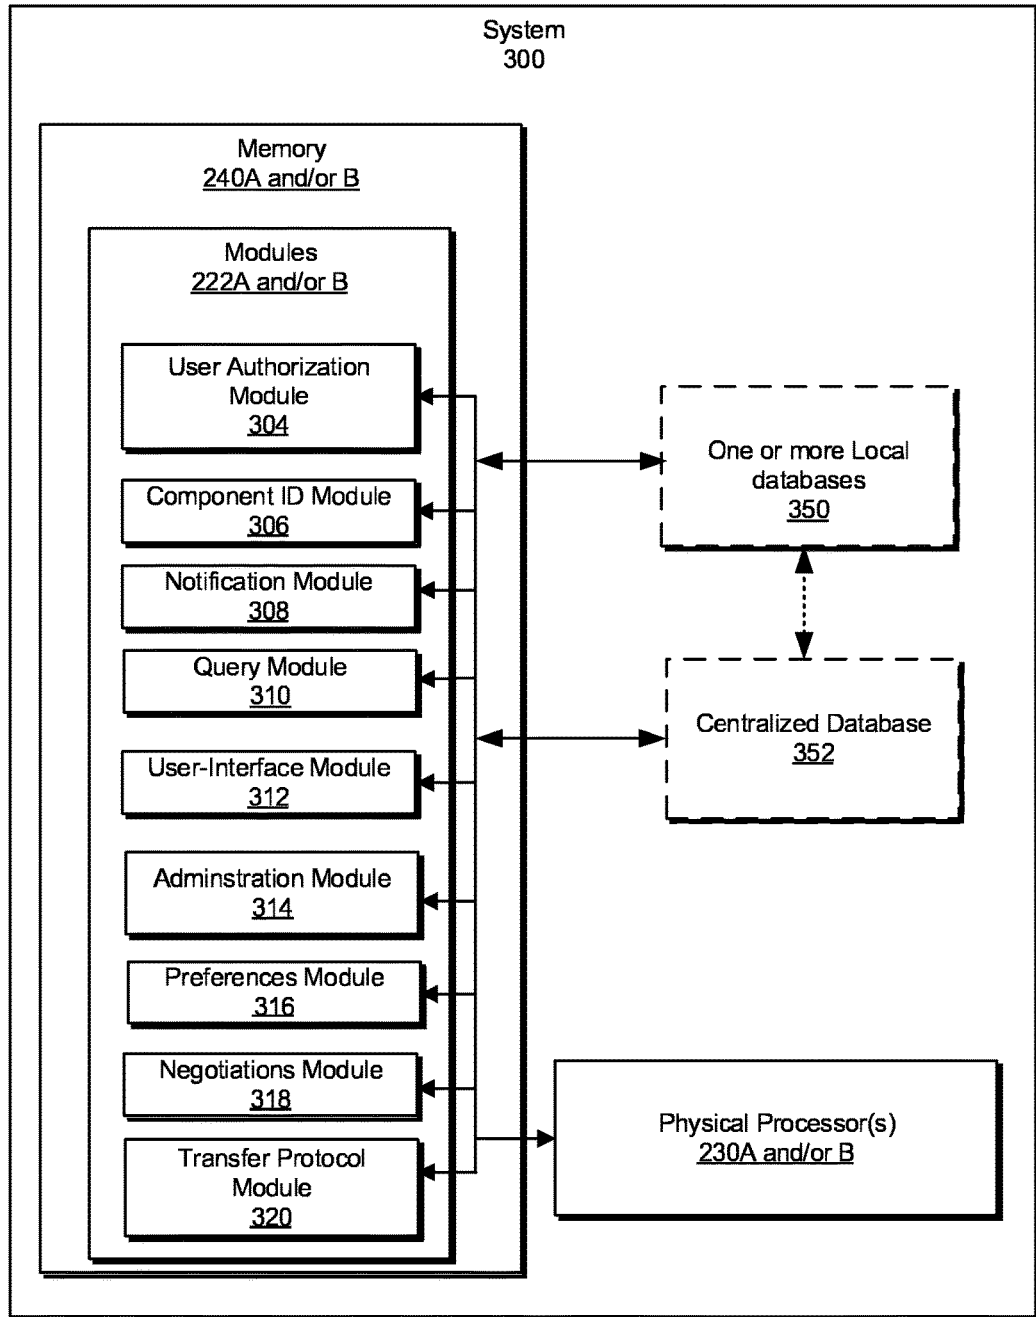 System
300
Memory
240A and/or B
Modules
222A and/or B
User Authorization
Module
304
Component ID Module
306
Notification Module
308
Query Module
310
User-Interface Module
312
Adminstration Module
314
Preferences Module
316
Negotiations Module
318
Transfer Protocol
Module
320
One or more Local
databases
350
Centralized Database
352
Physical Processor(s)
230A and/or B